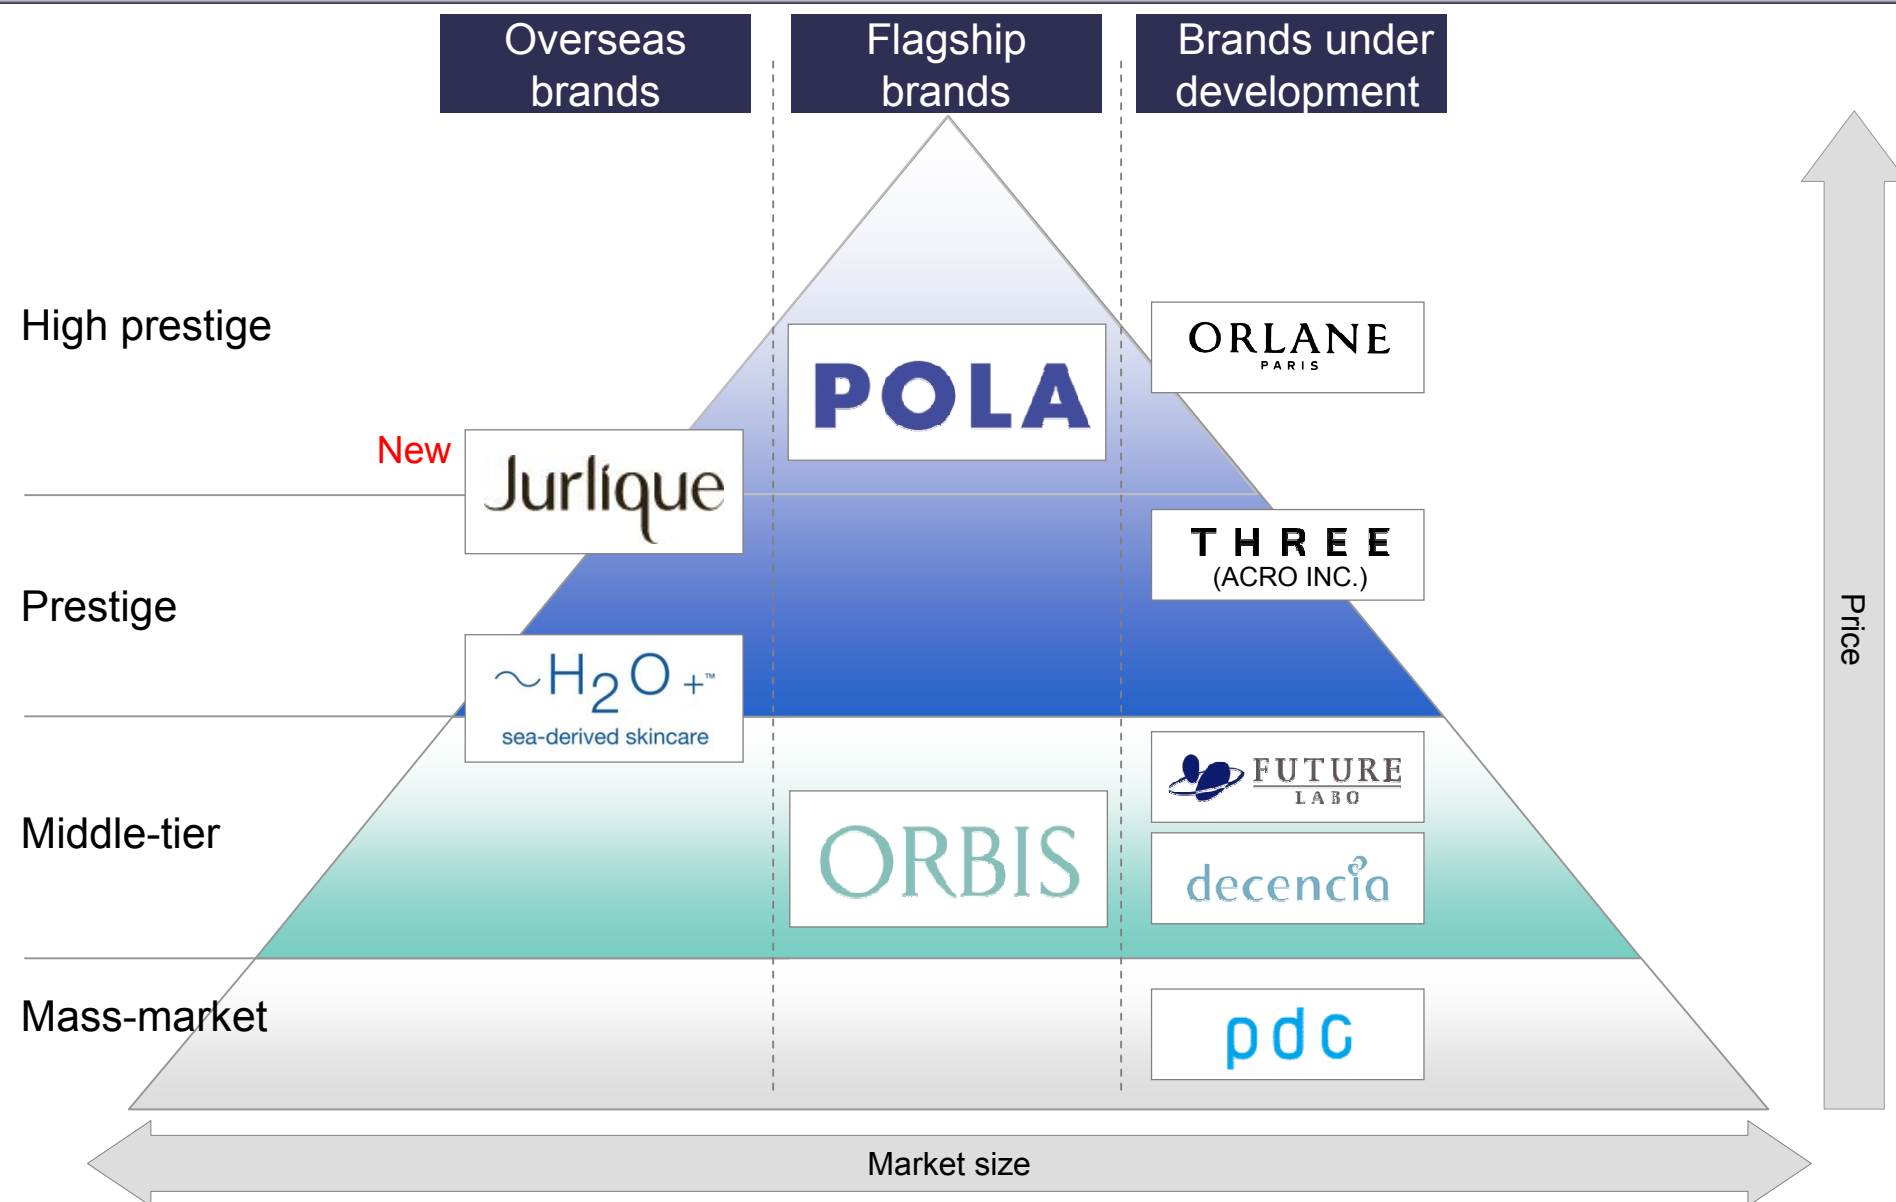 Overseas
brands
Flagship
brands
Brands under
development
High prestige
POLA
ORLANE
PARIS
New
Jurlique
THREE
(ACRO INC.)
Prestige
Price
~H2O+™
sea-derived skincare
FUTURE
LABO
Middle-tier
ORBIS
decencia
Mass-market
pdc
Market size